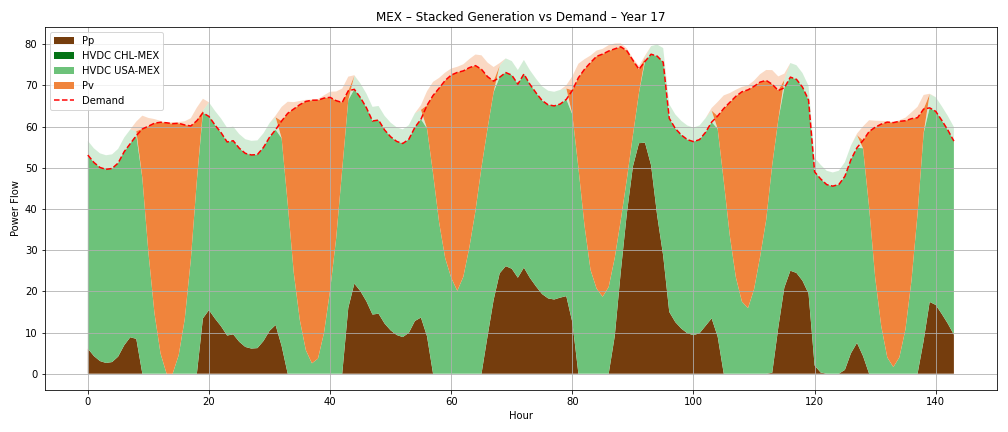 MEX – Stacked Generation vs Demand – Year 17
Pp
HVDC CHL-MEX
HVDC USA-MEX
Pv
Demand
Power Flow
80
70
60
50
40
30
20
10
0
0 20 40 60 80 100 120 140
Hour